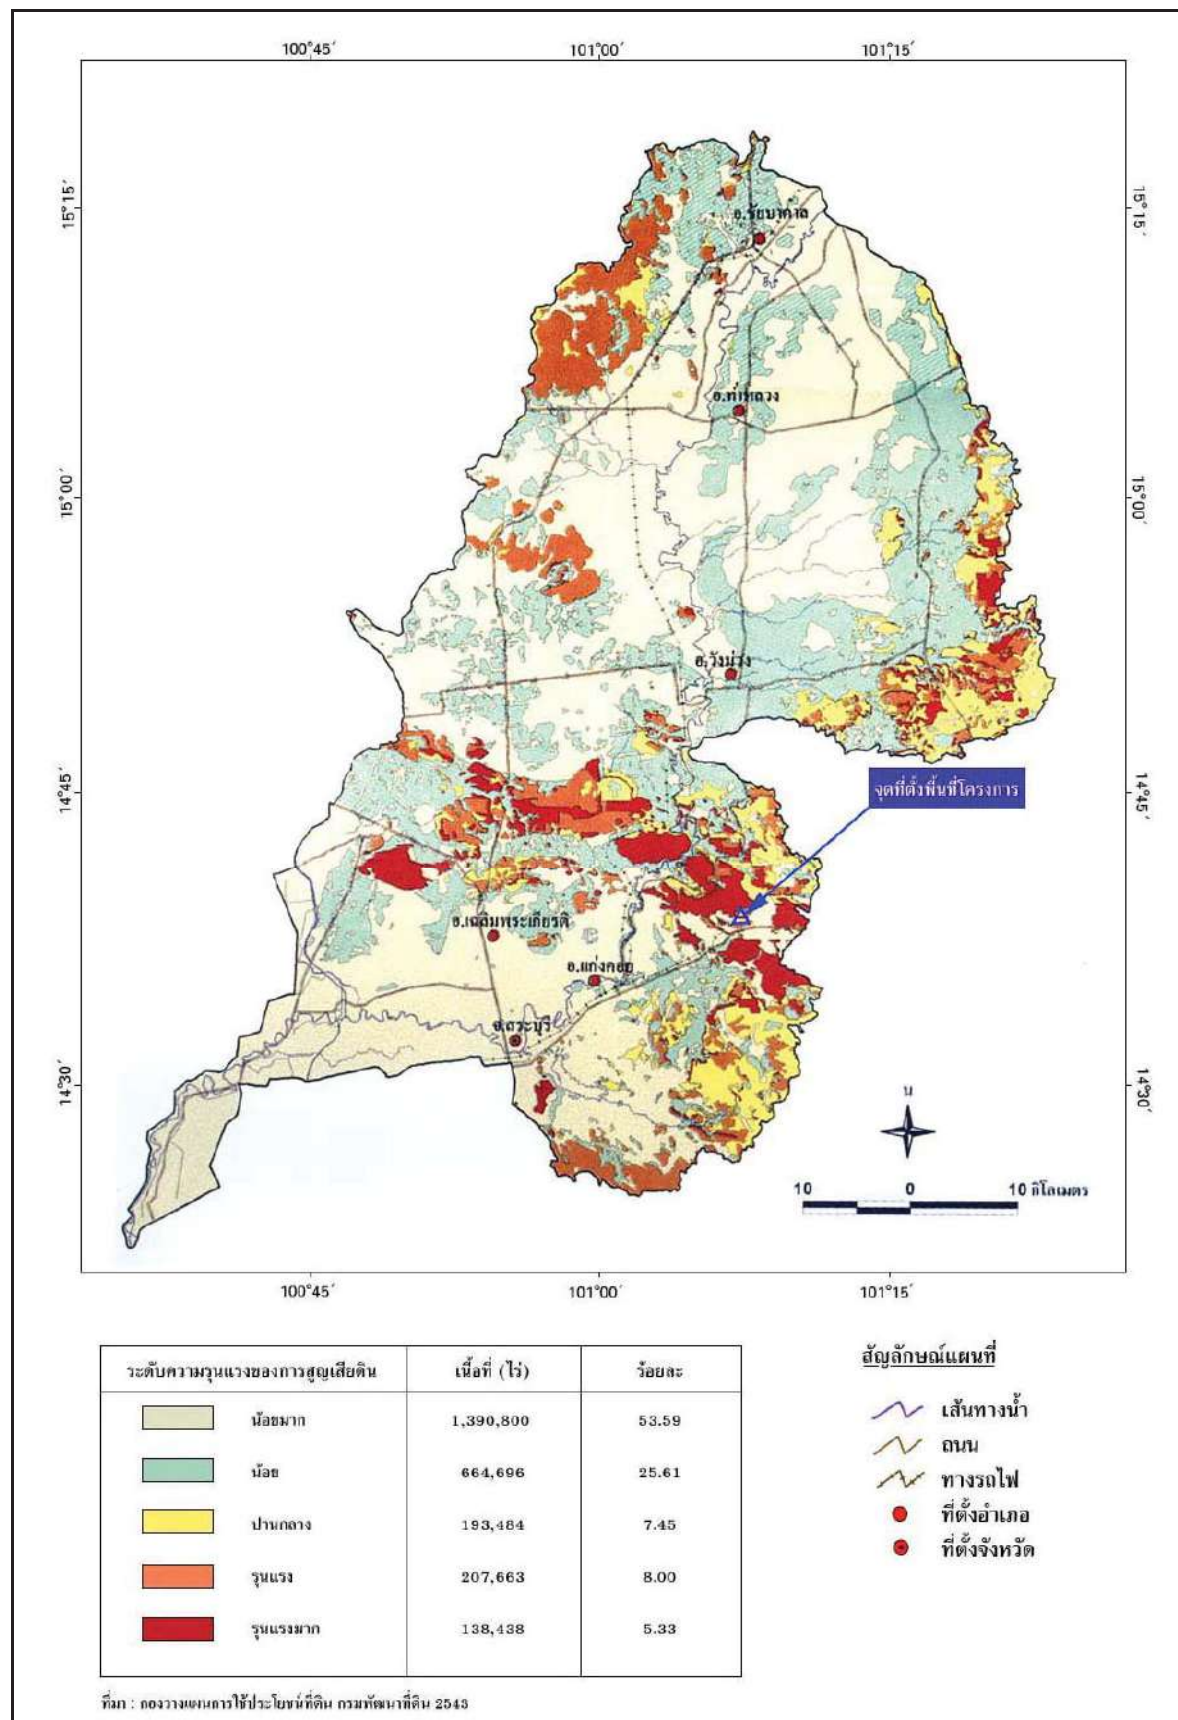 100°45´ 101°00´ 101°15´
15°15´ 15°15´
อ.ชัยบาดาล
อ.ท่าหลวง
15°00´ 15°00´
อ.วังม่วง
14°45´ 14°45´
จุดที่ตั้งพื้นที่โครงการ
อ.เฉลิมพระเกียรติ
อ.แก่งคอย
จ.สระบุรี
14°30´ 14°30´
น
10 0 10 กิโลเมตร
100°45´ 101°00´ 101°15´
ระดับความรุนแรงของการสูญเสียดิน เนื้อที่ (ไร่) ร้อยละ
น้อยมาก 1,390,800 53.59
น้อย 664,696 25.61
ปานกลาง 193,484 7.45
รุนแรง 207,663 8.00
รุนแรงมาก 138,438 5.33
สัญลักษณ์แผนที่
เส้นทางน้ำ
ถนน
ทางรถไฟ
ที่ตั้งอำเภอ
ที่ตั้งจังหวัด
ที่มา : กองวางแผนการใช้ประโยชน์ที่ดิน กรมพัฒนาที่ดิน 2543